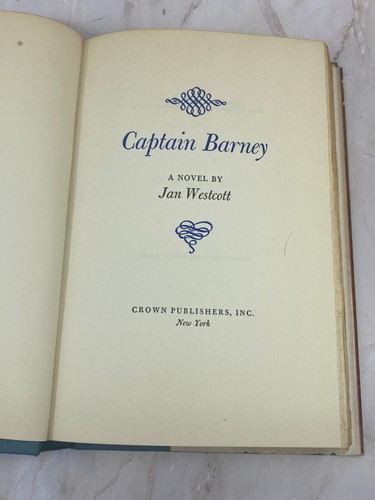 Captain Barney
A NOVEL BY
Jan Westcott
CROWN PUBLISHERS, INC.
New York